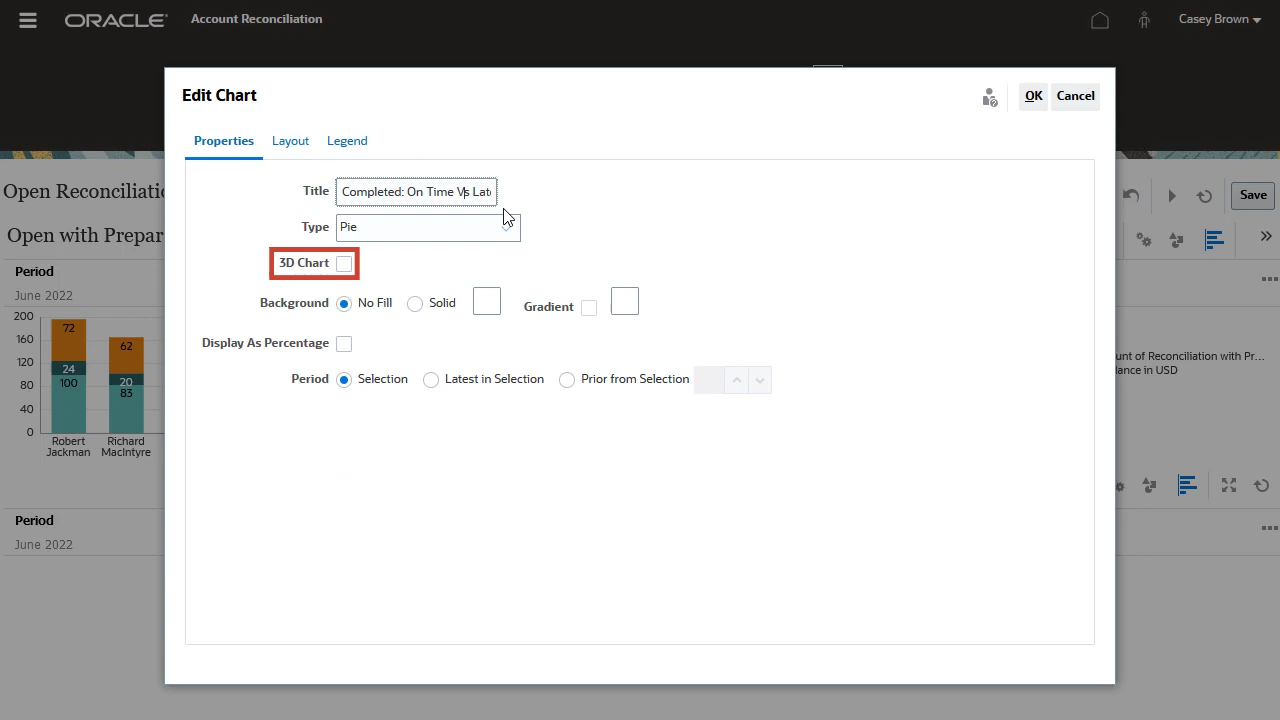 ORACLE Account Reconciliation Casey Brown
Edit Chart OK Cancel
Properties Layout Legend
Title Completed: On Time Vs Late
Type Pie
3D Chart
Background No Fill Solid Gradient
Display As Percentage
Period Selection Latest in Selection Prior from Selection
Open Reconciliatio
Save
Open with Prepar
Period
June 2022
200
160
120
80
40
0
72
24
100
62
20
83
Robert Jackman
Richard MacIntyre
unt of Reconciliation with Pr...
lance in USD
Period
June 2022